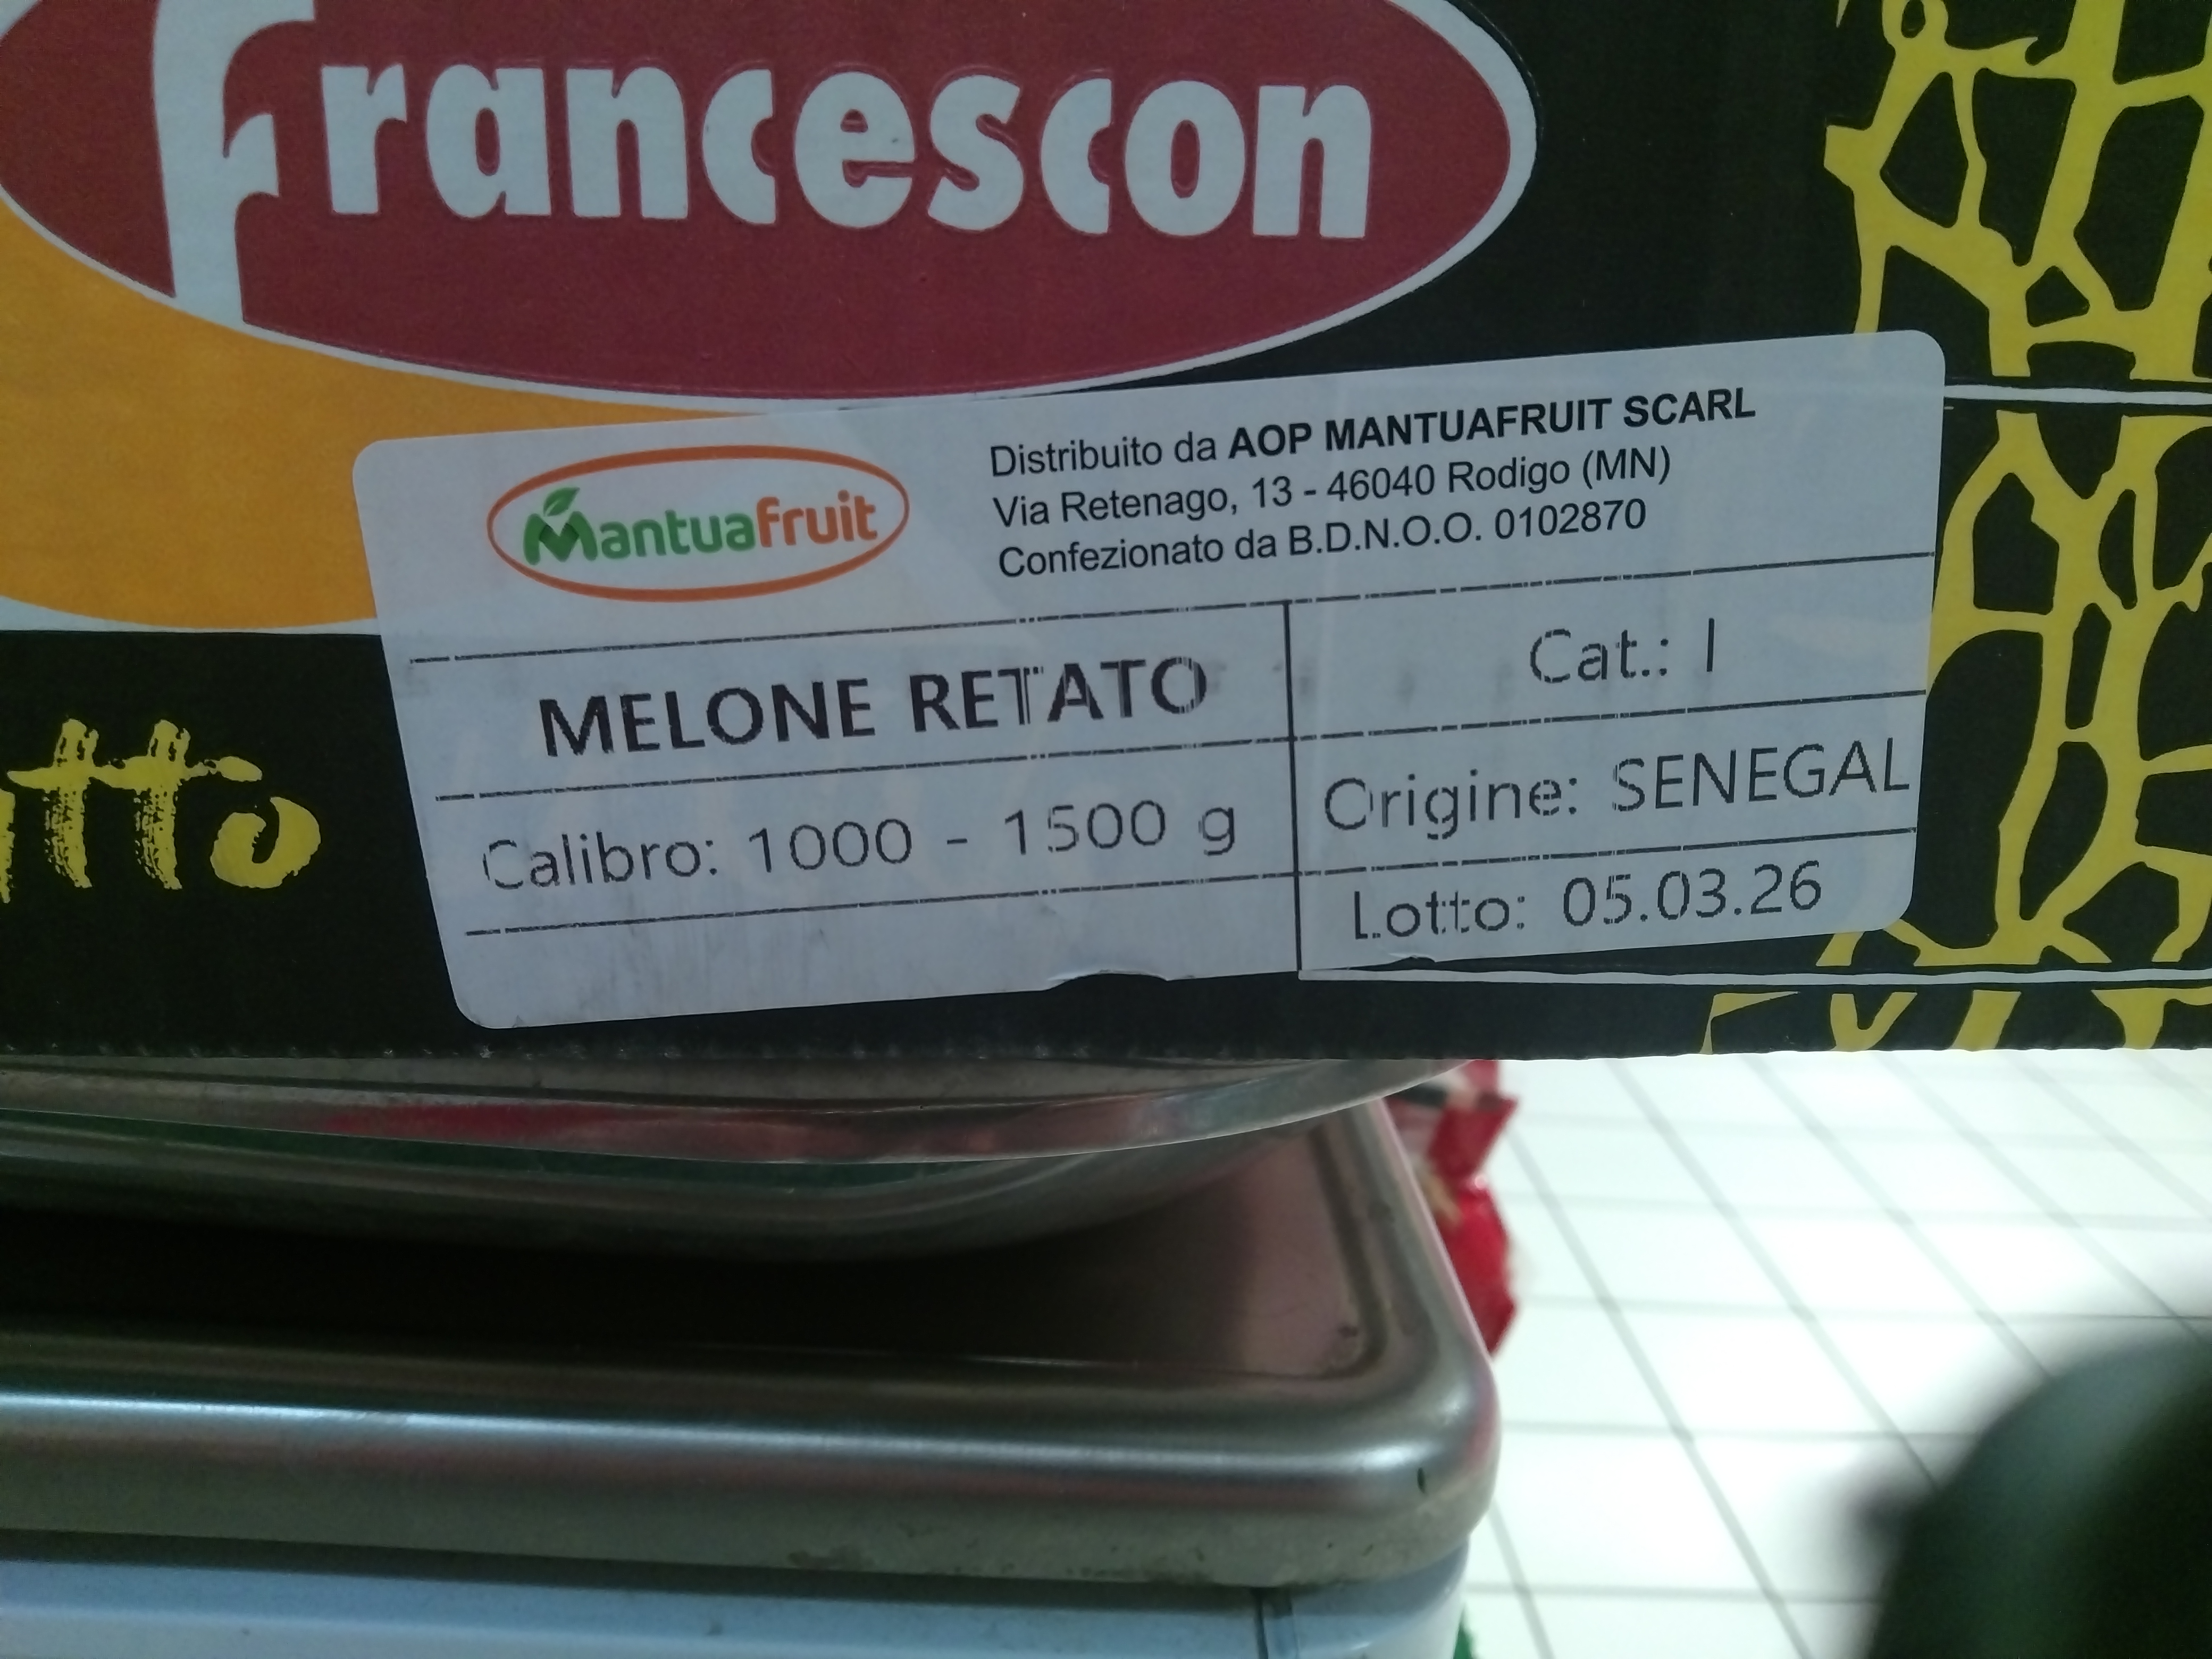 francescon
Mantuafruit
Distribuito da AOP MANTUAFRUIT SCARL
Via Retenago, 13 - 46040 Rodigo (MN)
Confezionato da B.D.N.O.O. 0102870
MELONE RETATO
Cat.: I
Calibro: 1000 - 1500 g
Origine: SENEGAL
Lotto: 05.03.26